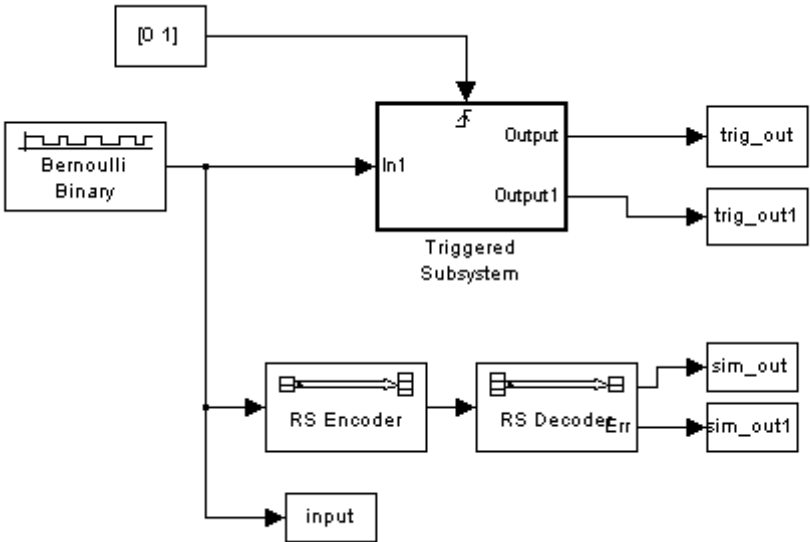 [0 1]
Bernoulli
Binary
In1
Output
Output1
Triggered
Subsystem
trig_out
trig_out1
RS Encoder
RS Decoder
Err
sim_out
sim_out1
input